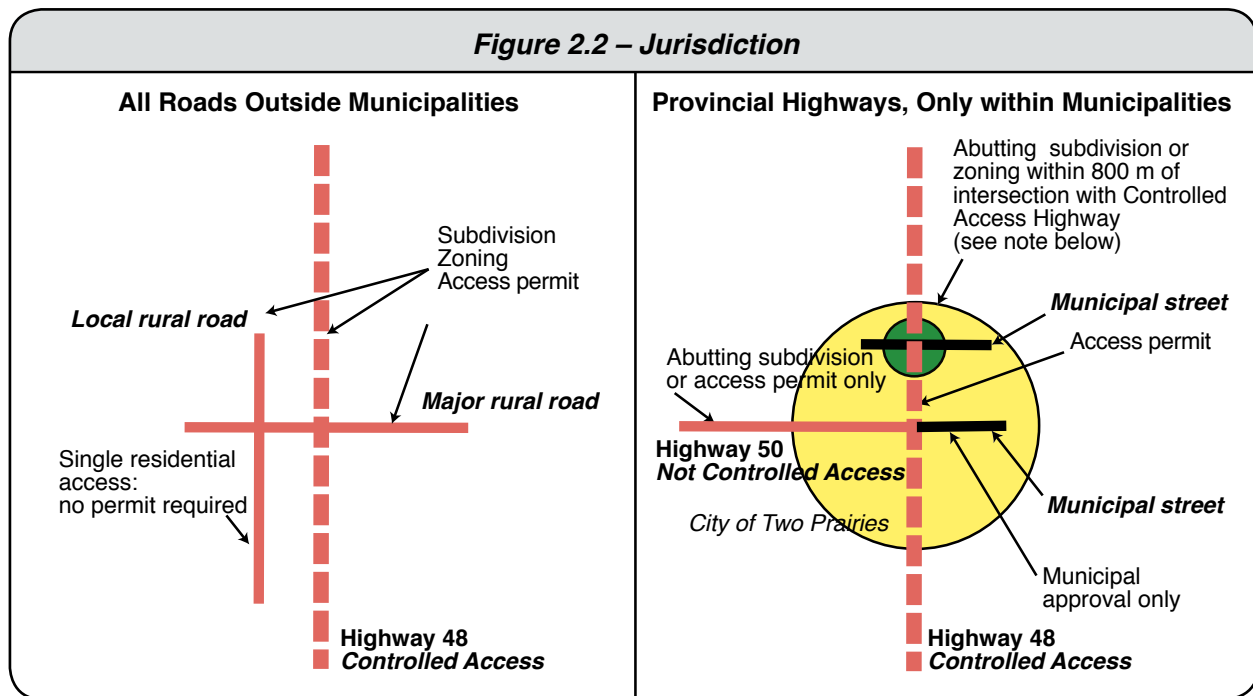 Figure 2.2 – Jurisdiction
All Roads Outside Municipalities
Subdivision
Zoning
Access permit
Local rural road
Major rural road
Single residential
access:
no permit required
Highway 48
Controlled Access
Provincial Highways, Only within Municipalities
Abutting subdivision or
zoning within 800 m of
intersection with Controlled
Access Highway
(see note below)
Municipal street
Access permit
Abutting subdivision
or access permit only
Highway 50
Not Controlled Access
Municipal street
City of Two Prairies
Municipal
approval only
Highway 48
Controlled Access